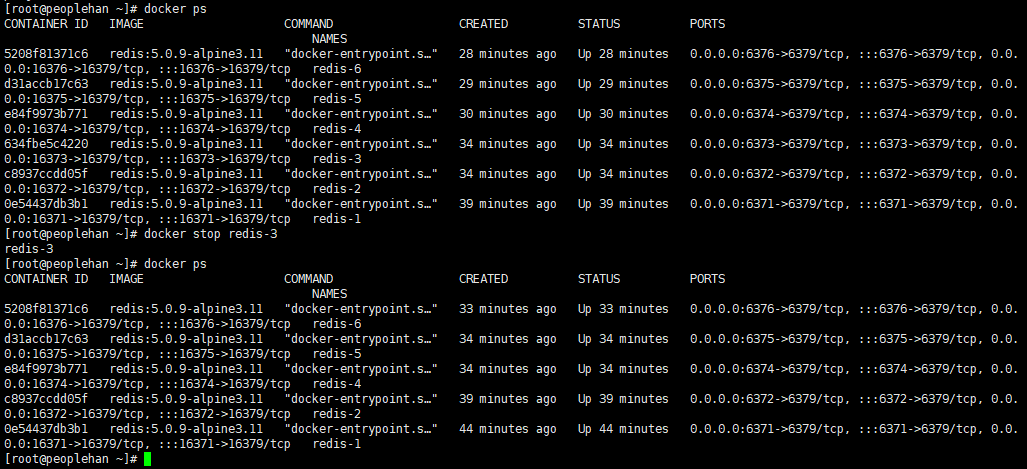 [root@peoplehan ~]# docker ps
CONTAINER ID   IMAGE                    COMMAND                  CREATED          STATUS          PORTS
                                            NAMES
5208f81371c6   redis:5.0.9-alpine3.11   "docker-entrypoint.s…"   28 minutes ago   Up 28 minutes   0.0.0.0:6376->6379/tcp, :::6376->6379/tcp, 0.0.
0.0:16376->16379/tcp, :::16376->16379/tcp   redis-6
d31accb17c63   redis:5.0.9-alpine3.11   "docker-entrypoint.s…"   29 minutes ago   Up 29 minutes   0.0.0.0:6375->6379/tcp, :::6375->6379/tcp, 0.0.
0.0:16375->16379/tcp, :::16375->16379/tcp   redis-5
e84f9973b771   redis:5.0.9-alpine3.11   "docker-entrypoint.s…"   30 minutes ago   Up 30 minutes   0.0.0.0:6374->6379/tcp, :::6374->6379/tcp, 0.0.
0.0:16374->16379/tcp, :::16374->16379/tcp   redis-4
634fbe5c4220   redis:5.0.9-alpine3.11   "docker-entrypoint.s…"   34 minutes ago   Up 34 minutes   0.0.0.0:6373->6379/tcp, :::6373->6379/tcp, 0.0.
0.0:16373->16379/tcp, :::16373->16379/tcp   redis-3
c8937ccdd05f   redis:5.0.9-alpine3.11   "docker-entrypoint.s…"   34 minutes ago   Up 34 minutes   0.0.0.0:6372->6379/tcp, :::6372->6379/tcp, 0.0.
0.0:16372->16379/tcp, :::16372->16379/tcp   redis-2
0e54437db3b1   redis:5.0.9-alpine3.11   "docker-entrypoint.s…"   39 minutes ago   Up 39 minutes   0.0.0.0:6371->6379/tcp, :::6371->6379/tcp, 0.0.
0.0:16371->16379/tcp, :::16371->16379/tcp   redis-1
[root@peoplehan ~]# docker stop redis-3
redis-3
[root@peoplehan ~]# docker ps
CONTAINER ID   IMAGE                    COMMAND                  CREATED          STATUS          PORTS
                                            NAMES
5208f81371c6   redis:5.0.9-alpine3.11   "docker-entrypoint.s…"   33 minutes ago   Up 33 minutes   0.0.0.0:6376->6379/tcp, :::6376->6379/tcp, 0.0.
0.0:16376->16379/tcp, :::16376->16379/tcp   redis-6
d31accb17c63   redis:5.0.9-alpine3.11   "docker-entrypoint.s…"   34 minutes ago   Up 34 minutes   0.0.0.0:6375->6379/tcp, :::6375->6379/tcp, 0.0.
0.0:16375->16379/tcp, :::16375->16379/tcp   redis-5
e84f9973b771   redis:5.0.9-alpine3.11   "docker-entrypoint.s…"   34 minutes ago   Up 34 minutes   0.0.0.0:6374->6379/tcp, :::6374->6379/tcp, 0.0.
0.0:16374->16379/tcp, :::16374->16379/tcp   redis-4
c8937ccdd05f   redis:5.0.9-alpine3.11   "docker-entrypoint.s…"   39 minutes ago   Up 39 minutes   0.0.0.0:6372->6379/tcp, :::6372->6379/tcp, 0.0.
0.0:16372->16379/tcp, :::16372->16379/tcp   redis-2
0e54437db3b1   redis:5.0.9-alpine3.11   "docker-entrypoint.s…"   44 minutes ago   Up 44 minutes   0.0.0.0:6371->6379/tcp, :::6371->6379/tcp, 0.0.
0.0:16371->16379/tcp, :::16371->16379/tcp   redis-1
[root@peoplehan ~]#